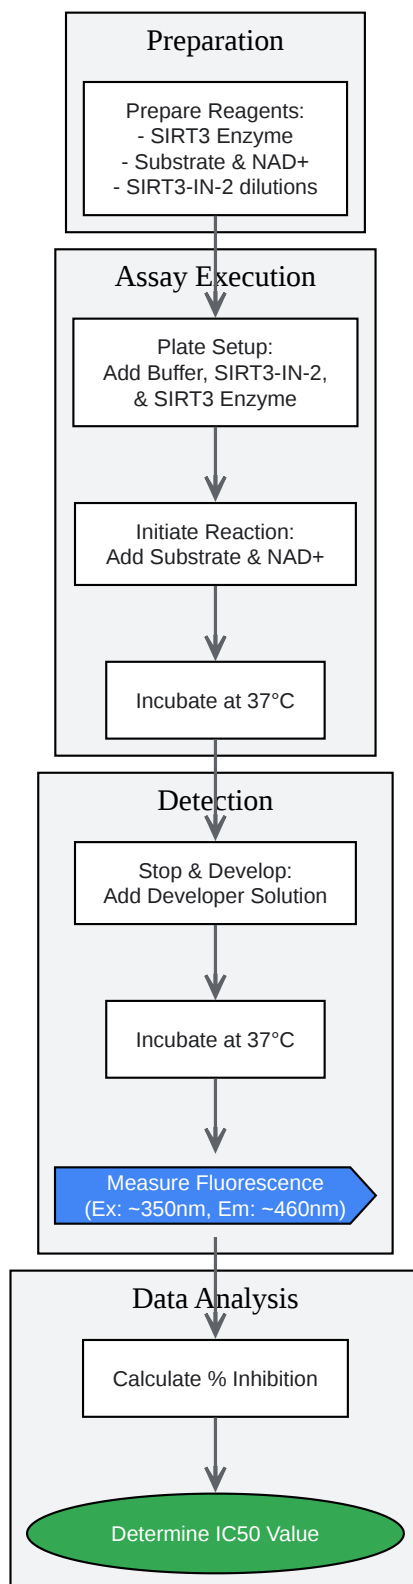 Preparation
Prepare Reagents:
- SIRT3 Enzyme
- Substrate & NAD+
- SIRT3-IN-2 dilutions
Assay Execution
Plate Setup:
Add Buffer, SIRT3-IN-2,
& SIRT3 Enzyme
Initiate Reaction:
Add Substrate & NAD+
Incubate at 37°C
Detection
Stop & Develop:
Add Developer Solution
Incubate at 37°C
Measure Fluorescence
(Ex: ~350nm, Em: ~460nm)
Data Analysis
Calculate % Inhibition
Determine IC50 Value